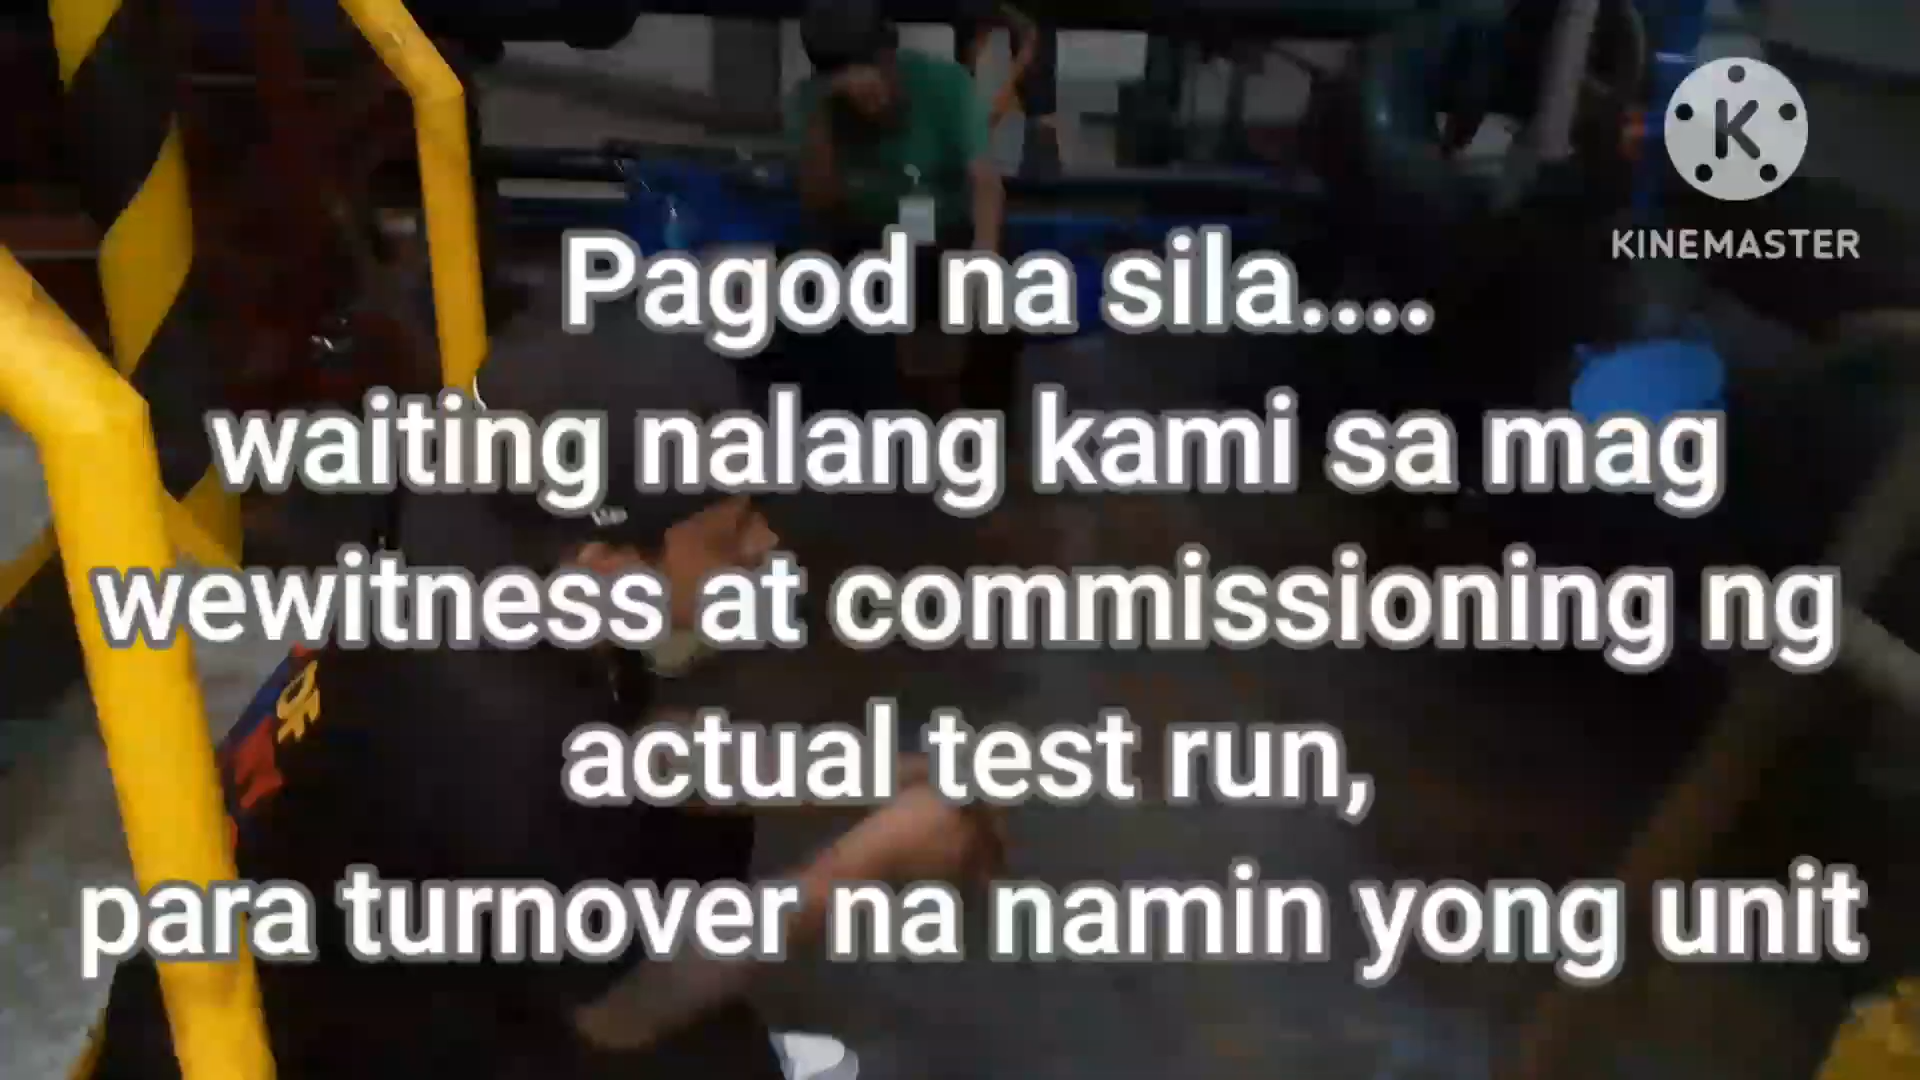 KINEMASTER
Pagod na sila....
waiting nalang kami sa mag
wewitness at commissioning ng
actual test run,
para turnover na namin yong unit